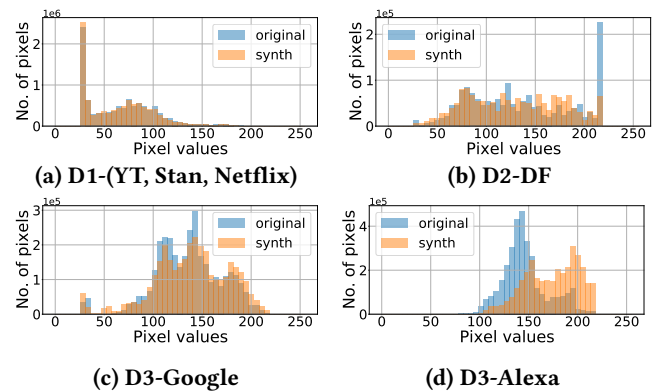 1e6
original
synth
No. of pixels
2
1
0
0 50 100 150 200 250
Pixel values
(a) D1-(YT, Stan, Netflix)
1e5
original
synth
No. of pixels
2
1
0
0 50 100 150 200 250
Pixel values
(b) D2-DF
1e5
original
synth
No. of pixels
3
2
1
0
0 50 100 150 200 250
Pixel values
(c) D3-Google
1e5
original
synth
No. of pixels
4
2
0
0 50 100 150 200 250
Pixel values
(d) D3-Alexa